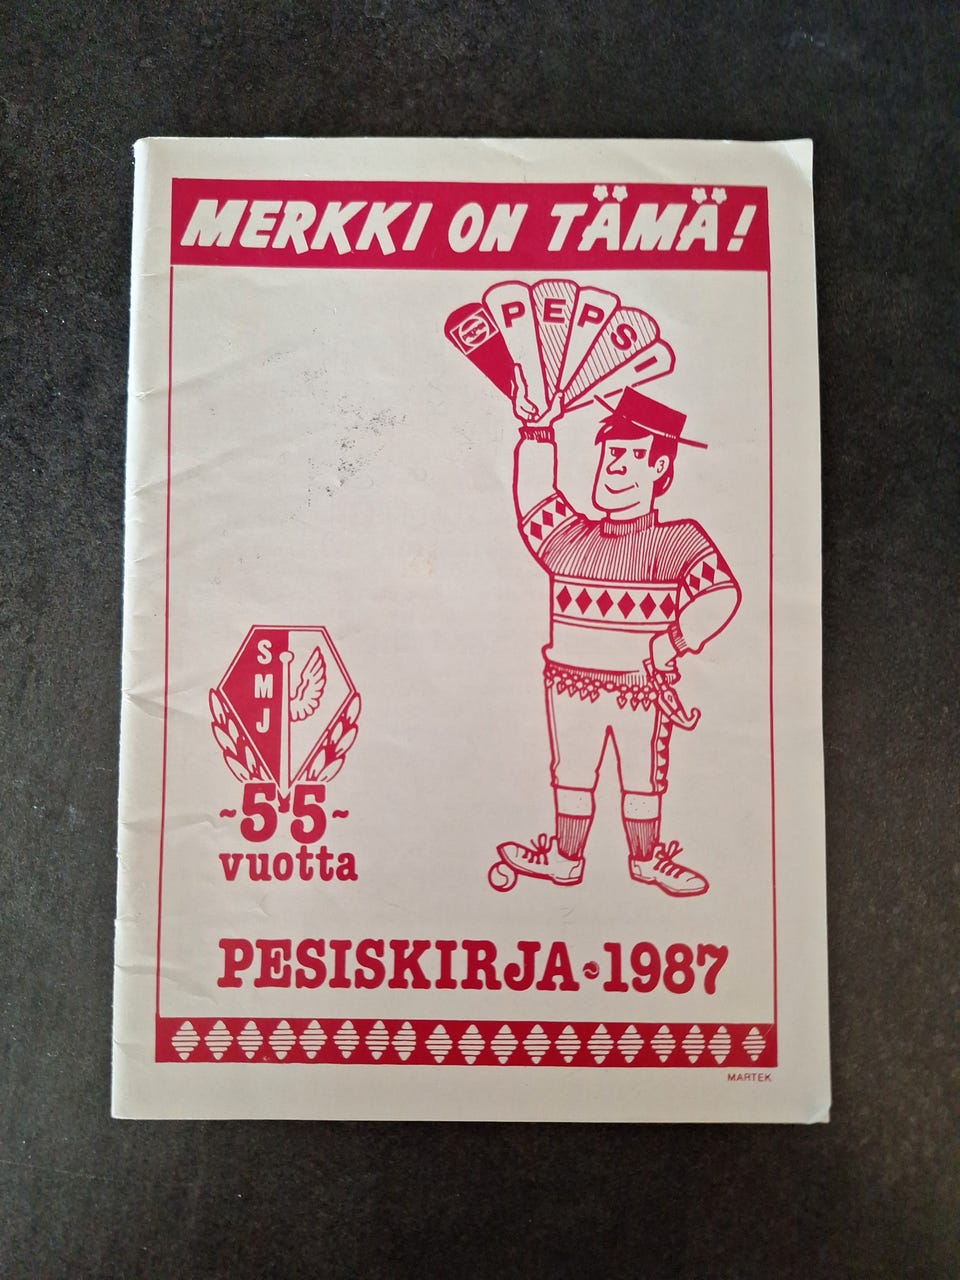 MERKKI ON TÄMÄ!
PEPSI
SMJ
~55~
vuotta
PESISKIRJA~1987
MARTEK